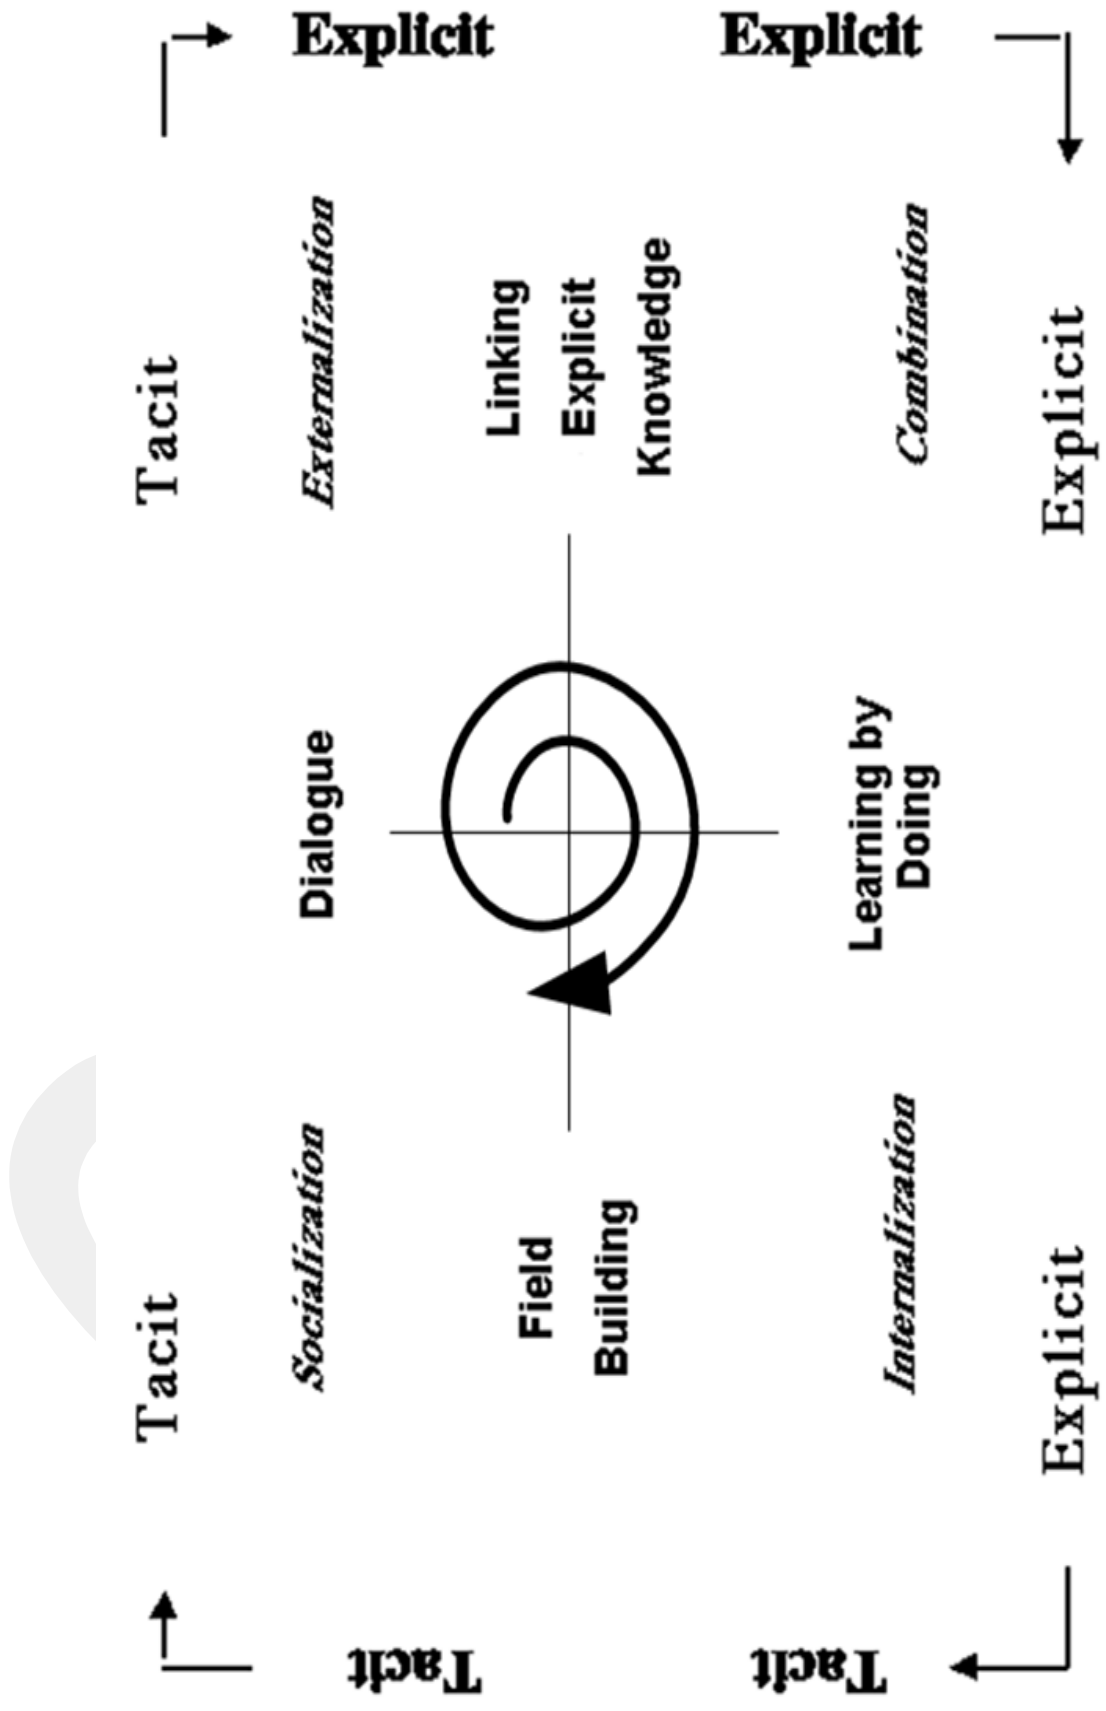 Tacit
Tacit
Tacit
Socialization
Dialogue
Externalization
Explicit
Field
Building
Linking
Explicit
Knowledge
Tacit
Internalization
Learning by
Doing
Combination
Explicit
Explicit
Explicit